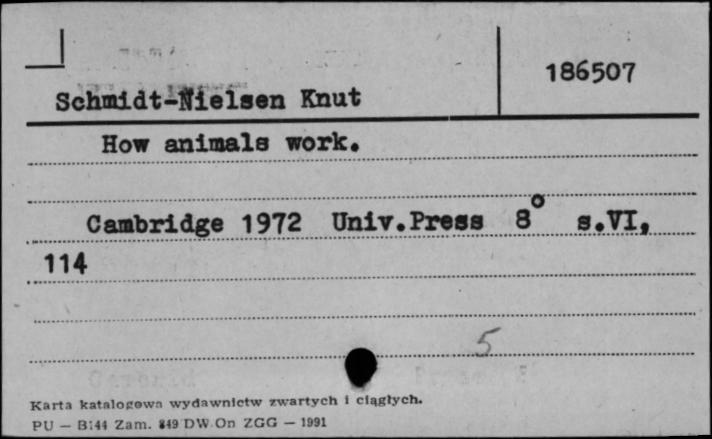 186507
Schmidt-Nielsen Knut
How animals work.
Cambridge 1972 Univ.Press 8° s.VI,
114
5
Karta katalogowa wydawnictw zwartych i ciągłych.
PU — B144 Zam. 849 DW.On ZGG — 1991